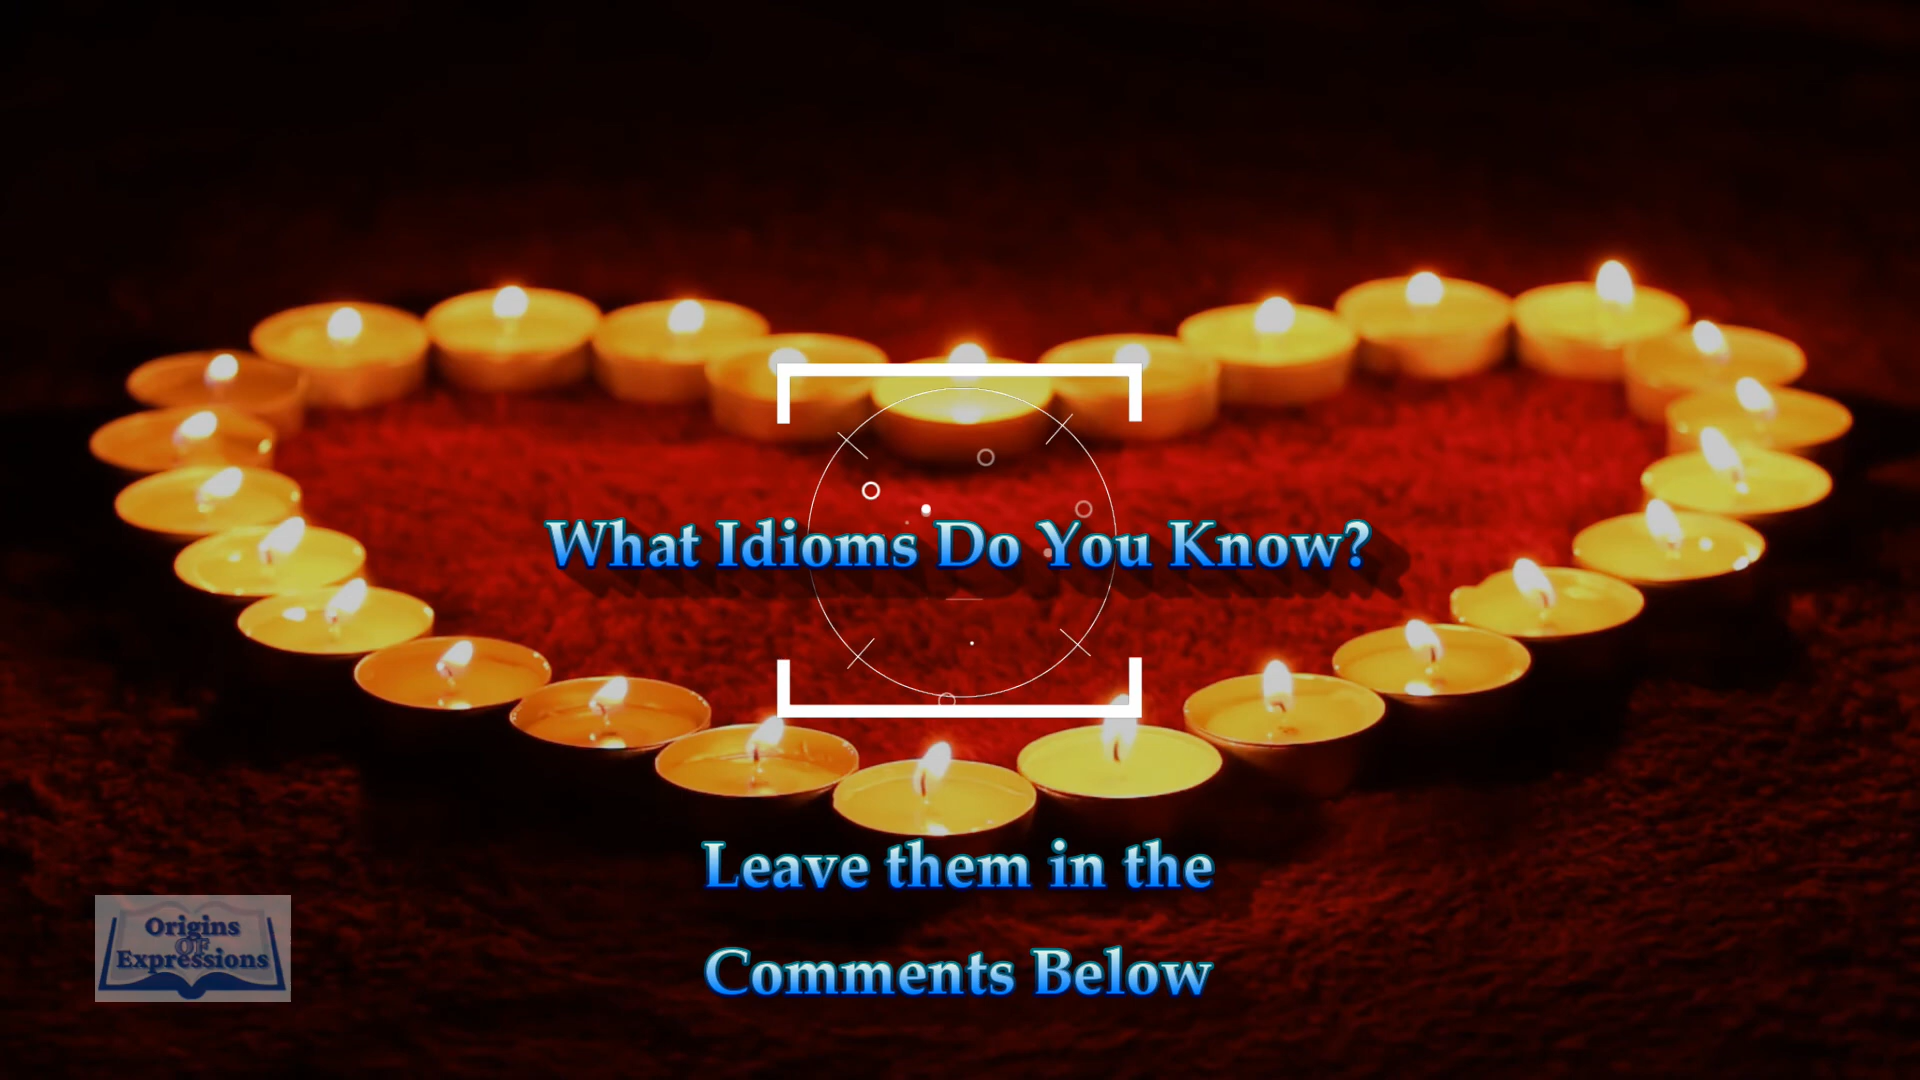 What Idioms Do You Know?
Leave them in the
Comments Below
Origins
OF
Expressions